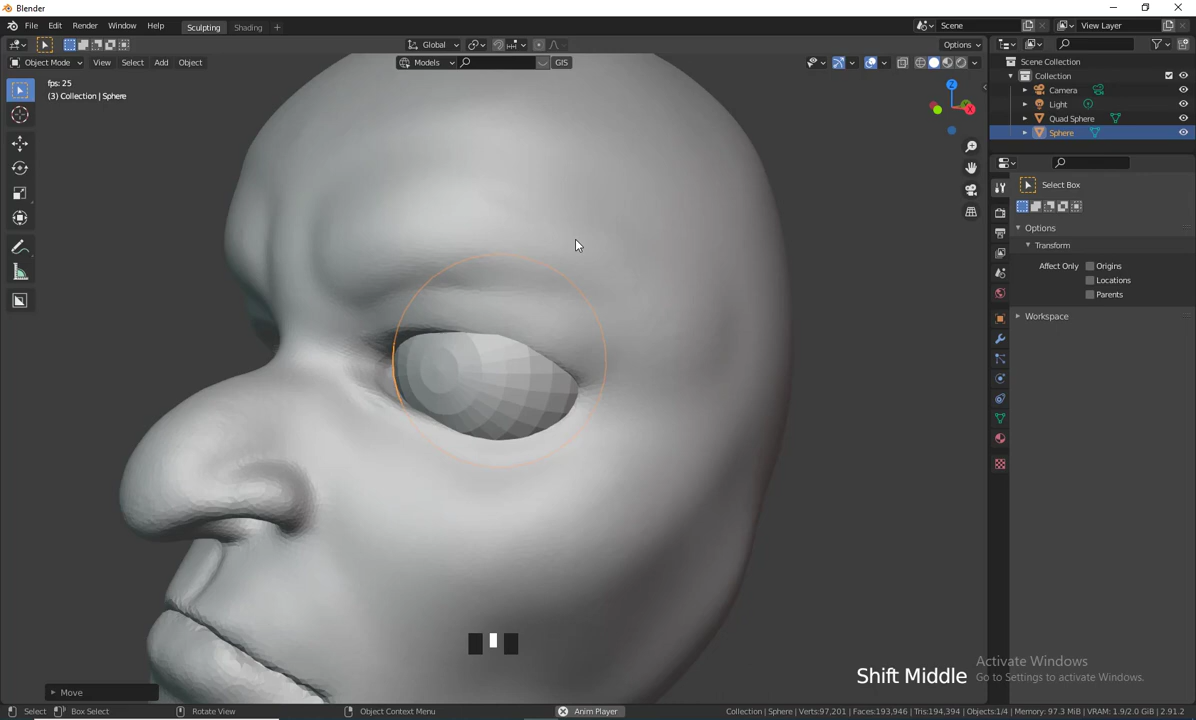 Blender
File Edit Render Window Help Sculpting Shading + Scene View Layer
Global Options
Object Mode View Select Add Object Models GIS
fps: 25
(3) Collection | Sphere
Z
X
Scene Collection
Collection
Camera
Light
Quad Sphere
Sphere
Select Box
Options
Transform
Affect Only Origins
Locations
Parents
Workspace
Shift Middle
Activate Windows
Go to Settings to activate Windows.
Move
Select Box Select Rotate View Object Context Menu Anim Player Collection | Sphere | Verts:97,201 | Faces:193,946 | Tris:194,394 | Objects:1/4 | Memory: 97.3 MiB | VRAM: 1.9/2.0 GiB | 2.91.2